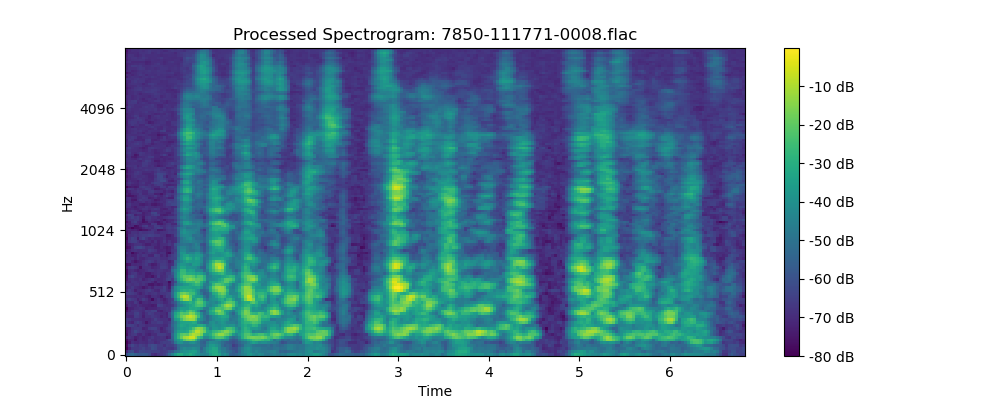 Processed Spectrogram: 7850-111771-0008.flac
4096
2048
1024
512
0
Hz
0 1 2 3 4 5 6
Time
-10 dB
-20 dB
-30 dB
-40 dB
-50 dB
-60 dB
-70 dB
-80 dB